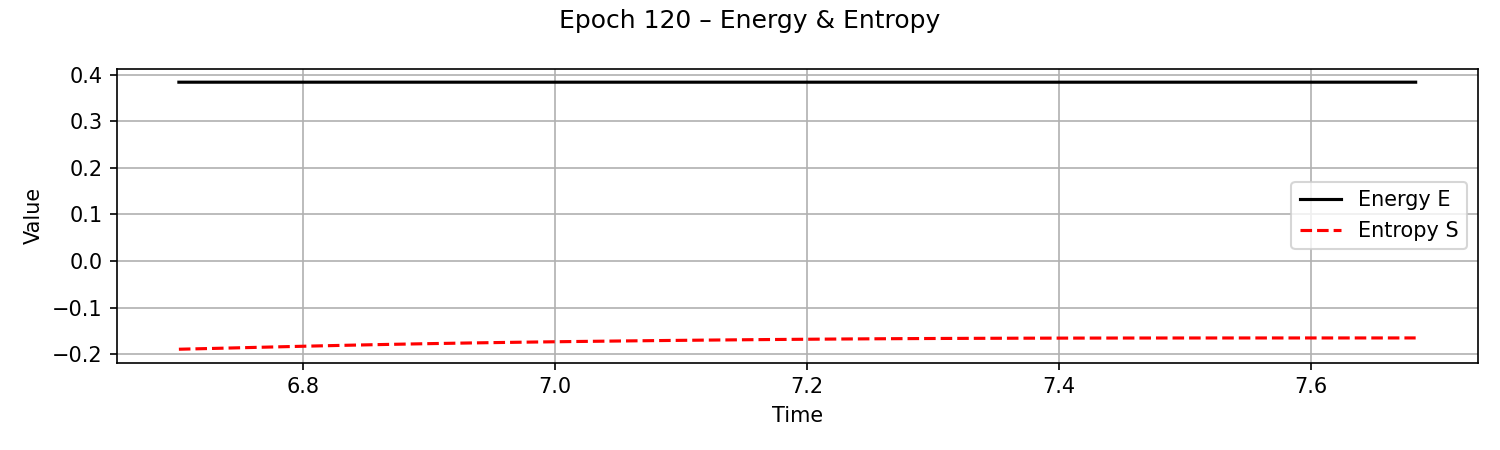 Epoch 120 – Energy & Entropy
Value
0.4
0.3
0.2
0.1
0.0
−0.1
−0.2
Energy E
Entropy S
6.8 7.0 7.2 7.4 7.6
Time